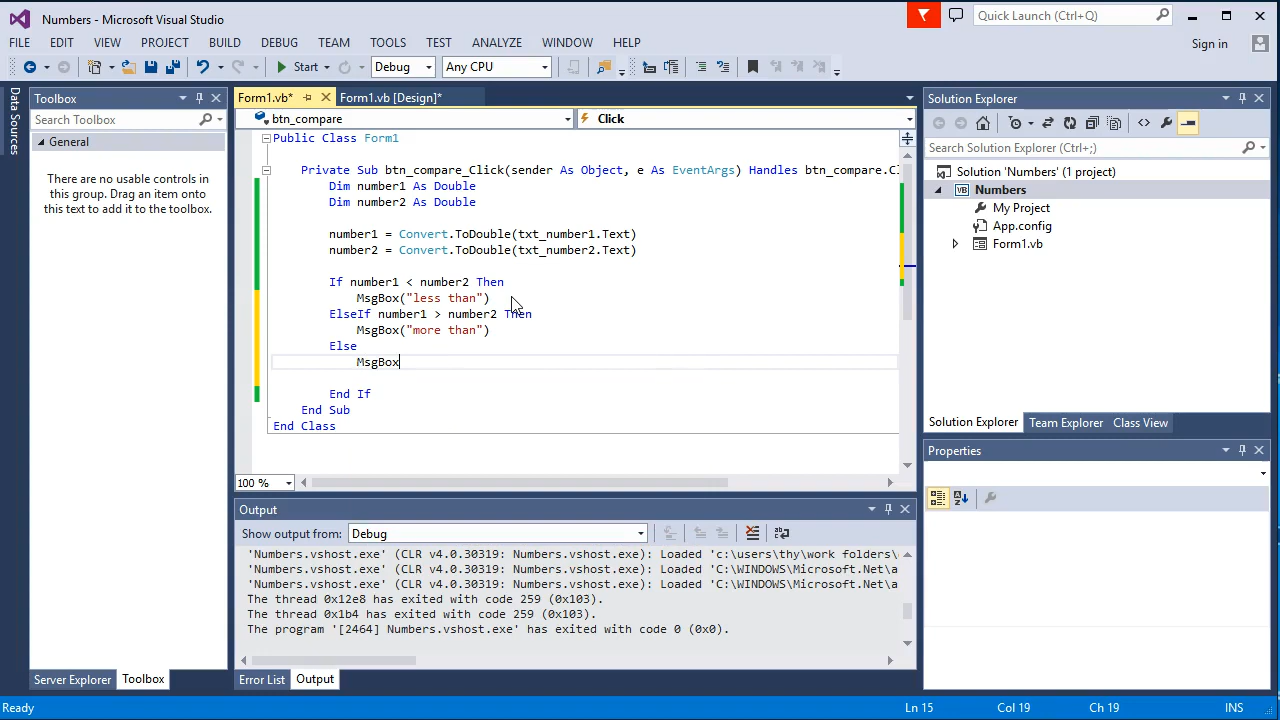 Numbers - Microsoft Visual Studio
Quick Launch (Ctrl+Q)
FILE EDIT VIEW PROJECT BUILD DEBUG TEAM TOOLS TEST ANALYZE WINDOW HELP
Sign in
Start Debug Any CPU
Data Sources
Toolbox
Search Toolbox
General
There are no usable controls in
this group. Drag an item onto
this text to add it to the toolbox.
Server Explorer Toolbox
Form1.vb* Form1.vb [Design]*
btn_compare Click
Public Class Form1
Private Sub btn_compare_Click(sender As Object, e As EventArgs) Handles btn_compare.Cl
Dim number1 As Double
Dim number2 As Double
number1 = Convert.ToDouble(txt_number1.Text)
number2 = Convert.ToDouble(txt_number2.Text)
If number1 < number2 Then
MsgBox("less than")
ElseIf number1 > number2 Then
MsgBox("more than")
Else
MsgBox
End If
End Sub
End Class
100 %
Output
Show output from: Debug
'Numbers.vshost.exe' (CLR v4.0.30319: Numbers.vshost.exe): Loaded 'c:\users\thy\work folders\
'Numbers.vshost.exe' (CLR v4.0.30319: Numbers.vshost.exe): Loaded 'C:\WINDOWS\Microsoft.Net\a
'Numbers.vshost.exe' (CLR v4.0.30319: Numbers.vshost.exe): Loaded 'C:\WINDOWS\Microsoft.Net\a
The thread 0x12e8 has exited with code 259 (0x103).
The thread 0x1b4 has exited with code 259 (0x103).
The program '[2464] Numbers.vshost.exe' has exited with code 0 (0x0).
Error List Output
Solution Explorer
Search Solution Explorer (Ctrl+;)
Solution 'Numbers' (1 project)
VB Numbers
My Project
App.config
Form1.vb
Solution Explorer Team Explorer Class View
Properties
Ready Ln 15 Col 19 Ch 19 INS